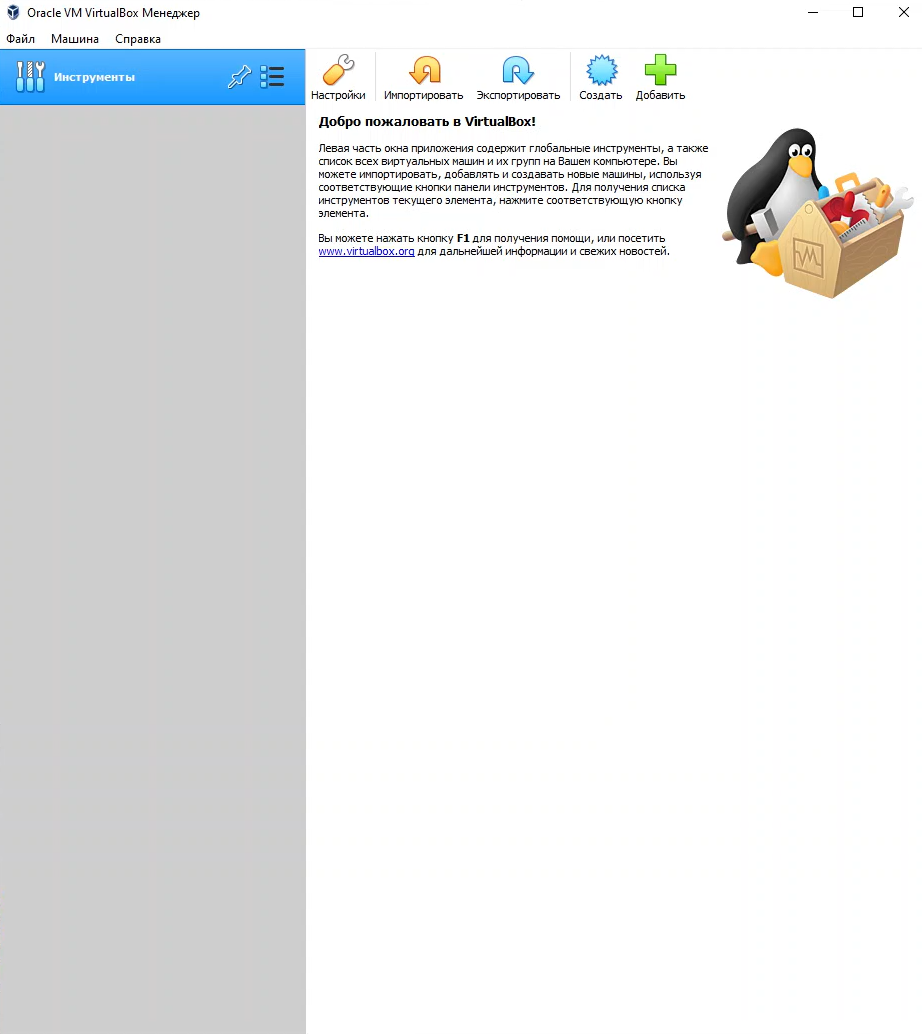 Oracle VM VirtualBox Менеджер
Файл Машина Справка
Инструменты
Настройки Импортировать Экспортировать Создать Добавить
Добро пожаловать в VirtualBox!
Левая часть окна приложения содержит глобальные инструменты, а также
список всех виртуальных машин и их групп на Вашем компьютере. Вы
можете импортировать, добавлять и создавать новые машины, используя
соответствующие кнопки панели инструментов. Для получения списка
инструментов текущего элемента, нажмите соответствующую кнопку
элемента.
Вы можете нажать кнопку F1 для получения помощи, или посетить
www.virtualbox.org для дальнейшей информации и свежих новостей.